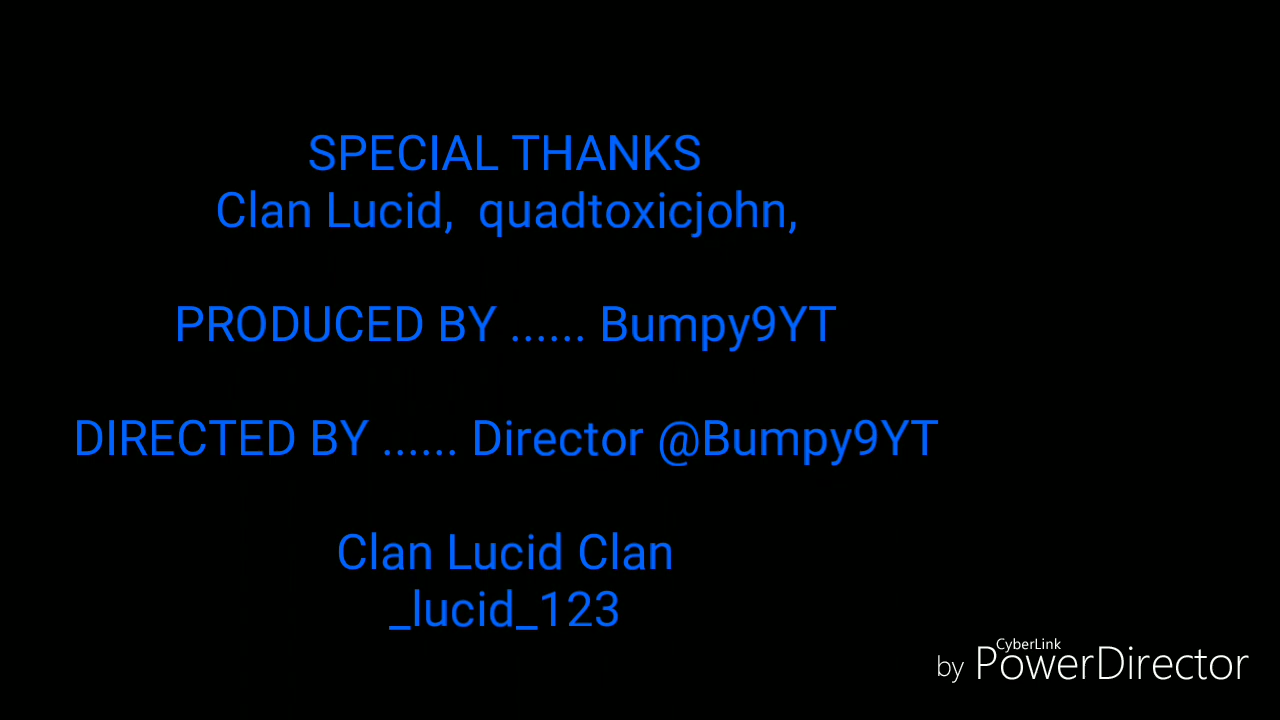 SPECIAL THANKS
Clan Lucid,  quadtoxicjohn,
PRODUCED BY ...... Bumpy9YT
DIRECTED BY ...... Director @Bumpy9YT
Clan Lucid Clan
_lucid_123
CyberLink
by PowerDirector